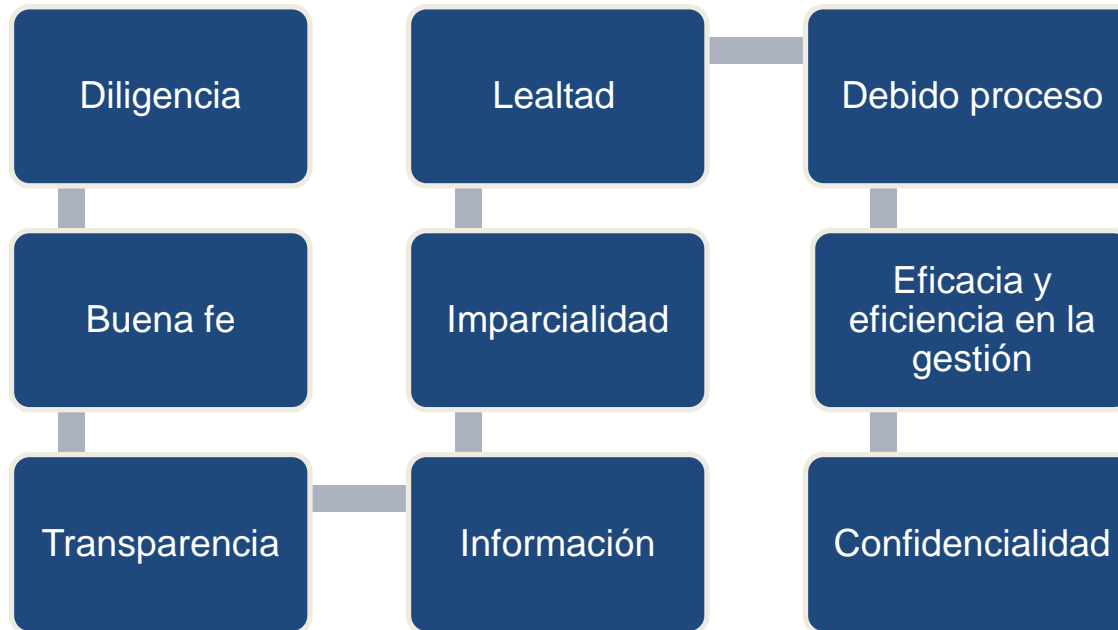 Diligencia
Buena fe
Transparencia
Información
Imparcialidad
Lealtad
Debido proceso
Eficacia y
eficiencia en la
gestión
Confidencialidad